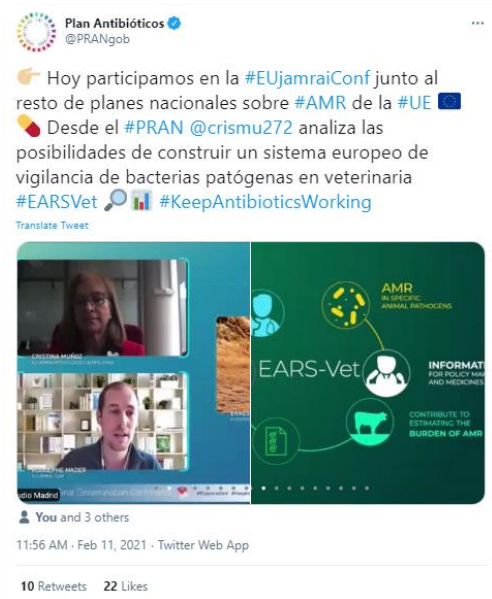 Plan Antibióticos
@PRANgob
Hoy participamos en la #EUjamraiConf junto al
resto de planes nacionales sobre #AMR de la #UE
Desde el #PRAN @crismu272 analiza las
posibilidades de construir un sistema europeo de
vigilancia de bacterias patógenas en veterinaria
#EARSVet #KeepAntibioticsWorking
Translate Tweet
CRISTINA MUÑOZ
RODOLPHE MADER
udio Madrid
AMR
IN SPECIFIC
ANIMAL PATHOGENS
EARS-Vet
INFORMATI
FOR POLICY MA
AND MEDICINES
CONTRIBUTE TO
ESTIMATING THE
BURDEN OF AMR
You and 3 others
11:56 AM · Feb 11, 2021 · Twitter Web App
10 Retweets 22 Likes